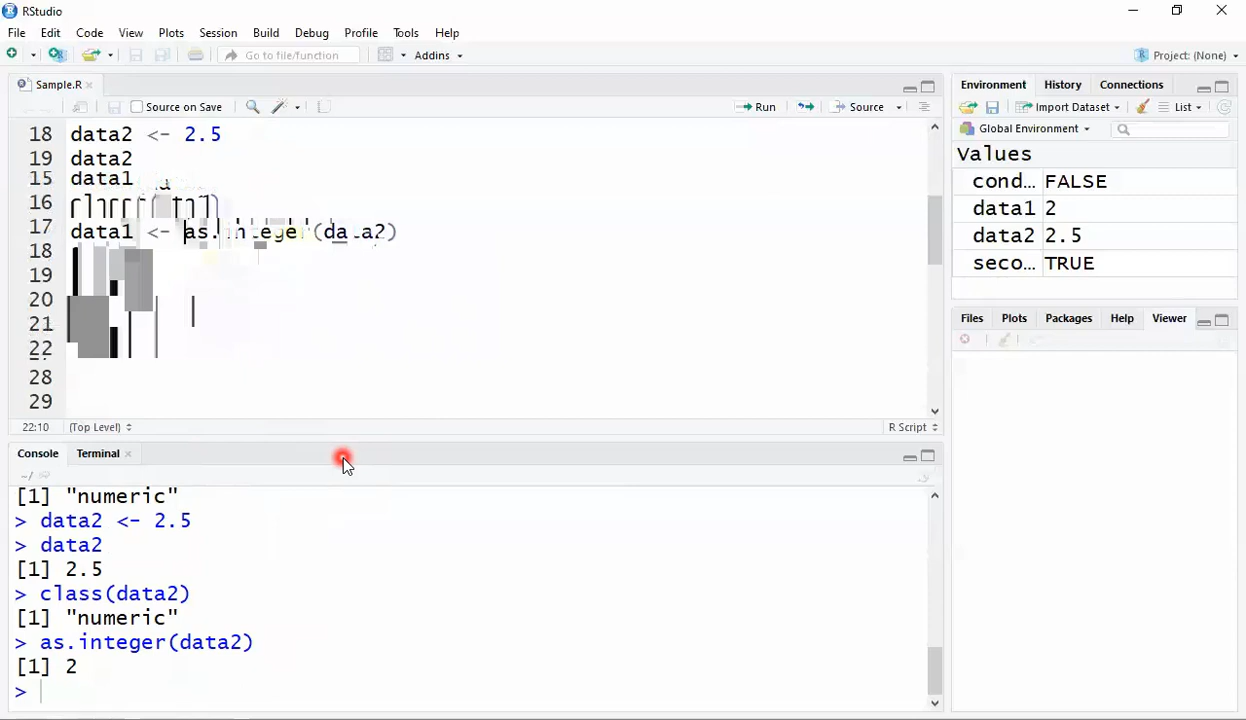 RStudio
File Edit Code View Plots Session Build Debug Profile Tools Help
Go to file/function Addins Project: (None)
Sample.R
Source on Save Run Source
18 data2 <- 2.5
19 data2
15 data1
16
17 data1 <- as.integer(data2)
18
19
20
21
22
28
29
22:10 (Top Level) R Script
Console Terminal
~/
[1] "numeric"
> data2 <- 2.5
> data2
[1] 2.5
> class(data2)
[1] "numeric"
> as.integer(data2)
[1] 2
>
Environment History Connections
Import Dataset List
Global Environment
Values
cond... FALSE
data1 2
data2 2.5
seco... TRUE
Files Plots Packages Help Viewer